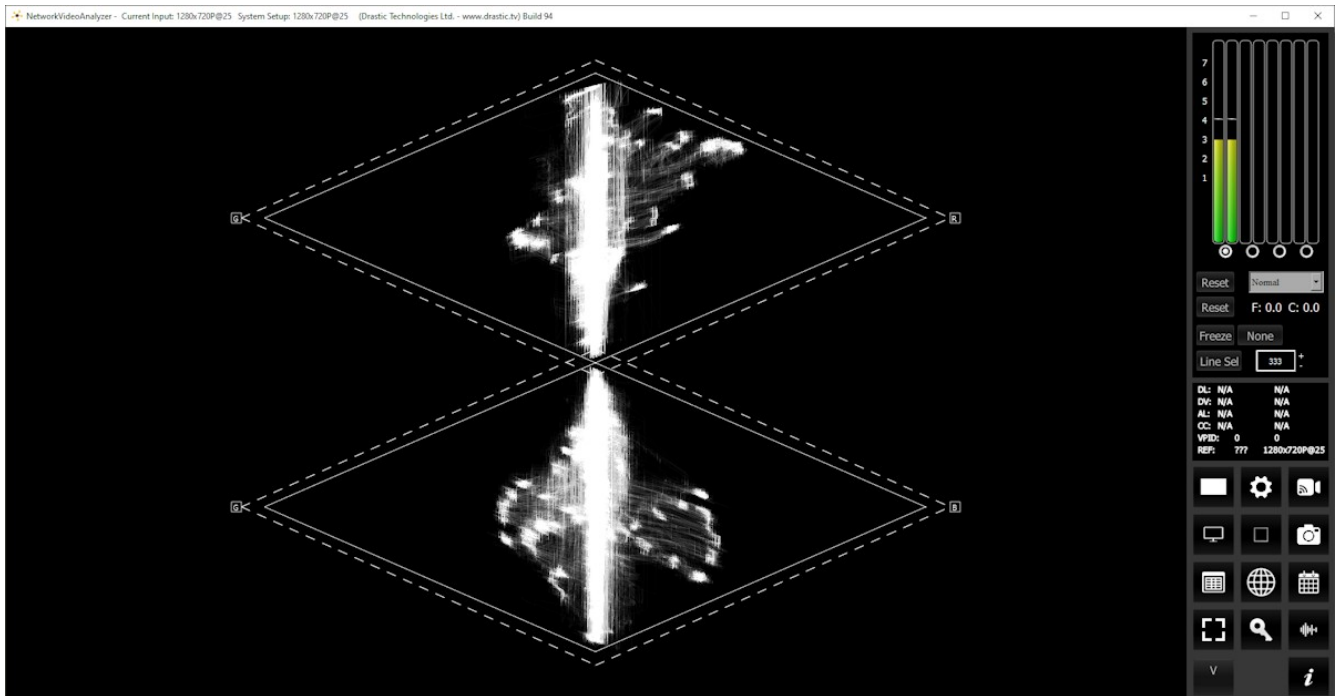 NetworkVideoAnalyzer - Current Input: 1280x720P@25 System Setup: 1280x720P@25 (Drastic Technologies Ltd. - www.drastic.tv) Build 94
7
6
5
4
3
2
1
G
R
Reset Normal
Reset F: 0.0 C: 0.0
Freeze None
Line Sel 333 + -
DL: N/A N/A
DV: N/A N/A
AL: N/A N/A
CC: N/A N/A
VPID: 0 0
REF: ??? 1280x720P@25
G
B
V
i